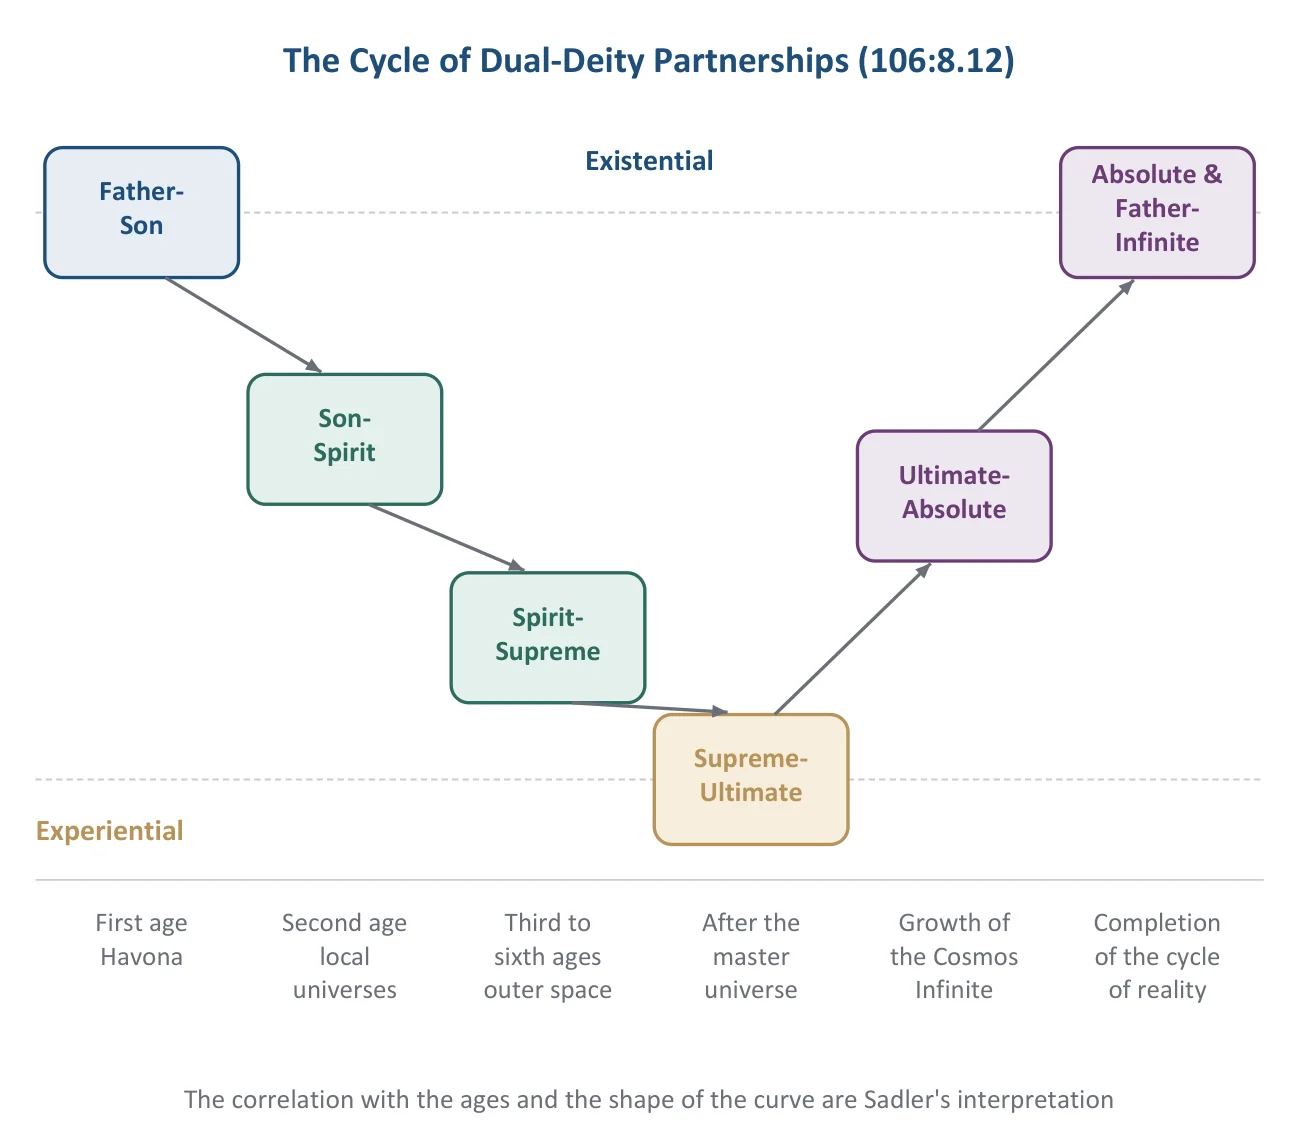 The Cycle of Dual-Deity Partnerships (106:8.12)
Existential
Father-
Son
Absolute &
Father-
Infinite
Son-
Spirit
Ultimate-
Absolute
Spirit-
Supreme
Supreme-
Ultimate
Experiential
First age
Havona
Second age
local
universes
Third to
sixth ages
outer space
After the
master
universe
Growth of
the Cosmos
Infinite
Completion
of the cycle
of reality
The correlation with the ages and the shape of the curve are Sadler's interpretation